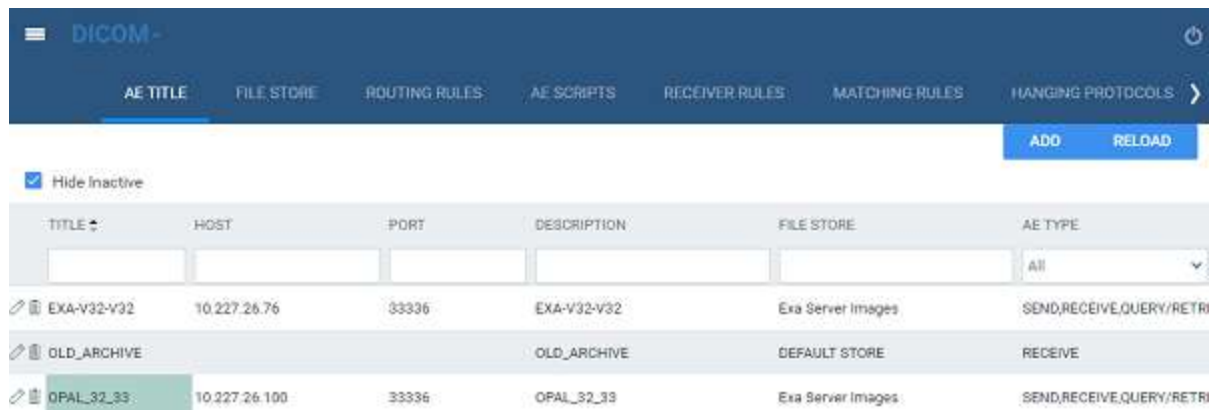 DICOM
AE TITLE FILE STORE ROUTING RULES AE SCRIPTS RECEIVER RULES MATCHING RULES HANGING PROTOCOLS
ADD RELOAD
Hide Inactive
TITLE HOST PORT DESCRIPTION FILE STORE AE TYPE
All
EXA-V32-V32 10.227.26.76 33336 EXA-V32-V32 Exa Server Images SEND,RECEIVE,QUERY/RETRI
OLD_ARCHIVE OLD_ARCHIVE DEFAULT STORE RECEIVE
OPAL_32_33 10.227.26.100 33336 OPAL_32_33 Exa Server Images SEND,RECEIVE,QUERY/RETRI